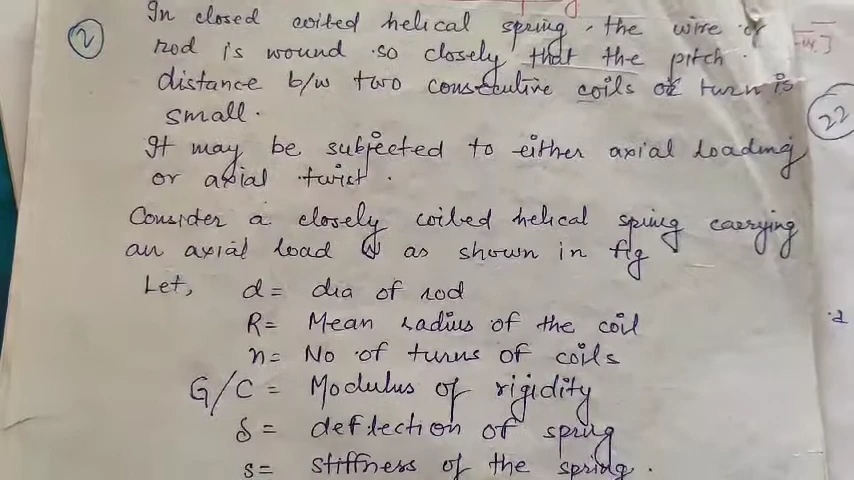 2
In closed coiled helical spring, the wire or
rod is wound so closely that the pitch
distance b/w two consecutive coils or turn is
small.
It may be subjected to either axial loading
or axial twist.
Consider a closely coiled helical spring carrying
an axial load W as shown in fig
Let, d = dia of rod
R = Mean radius of the coil
n = No of turns of coils
G/C = Modulus of rigidity
δ = deflection of spring
s = stiffness of the spring.
22